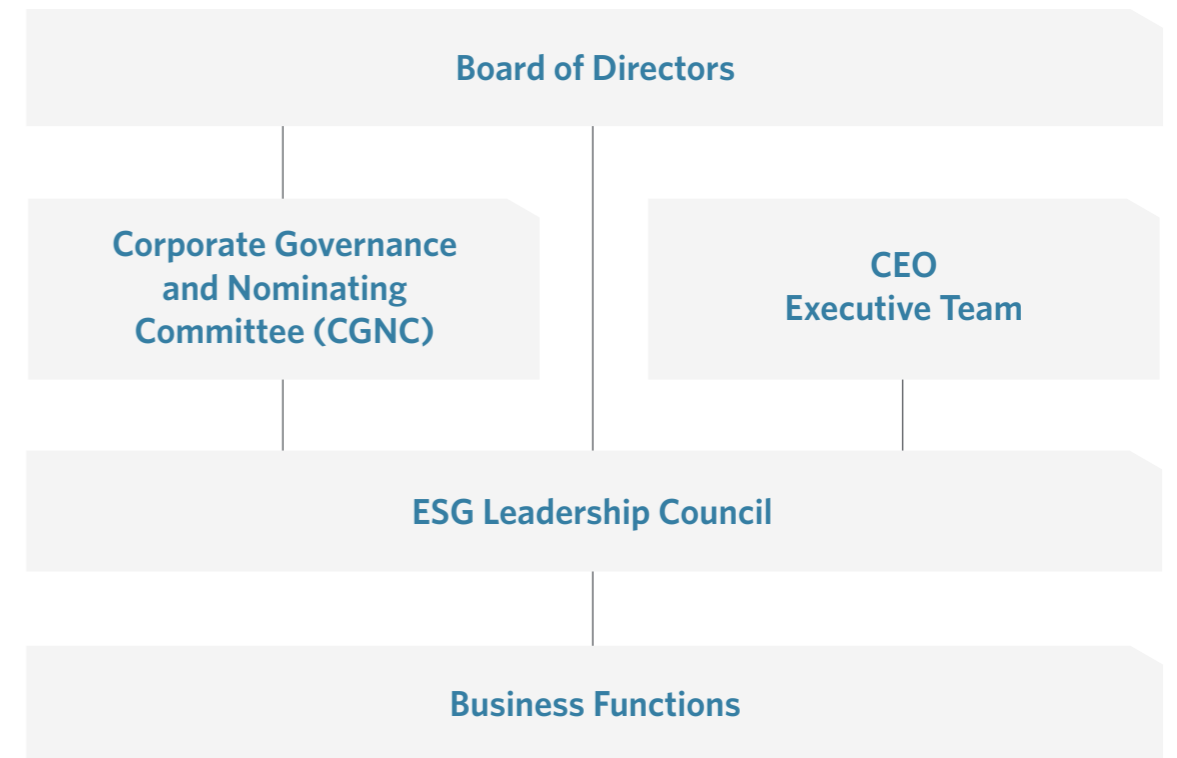 Board of Directors
Corporate Governance
and Nominating
Committee (CGNC)
CEO
Executive Team
ESG Leadership Council
Business Functions